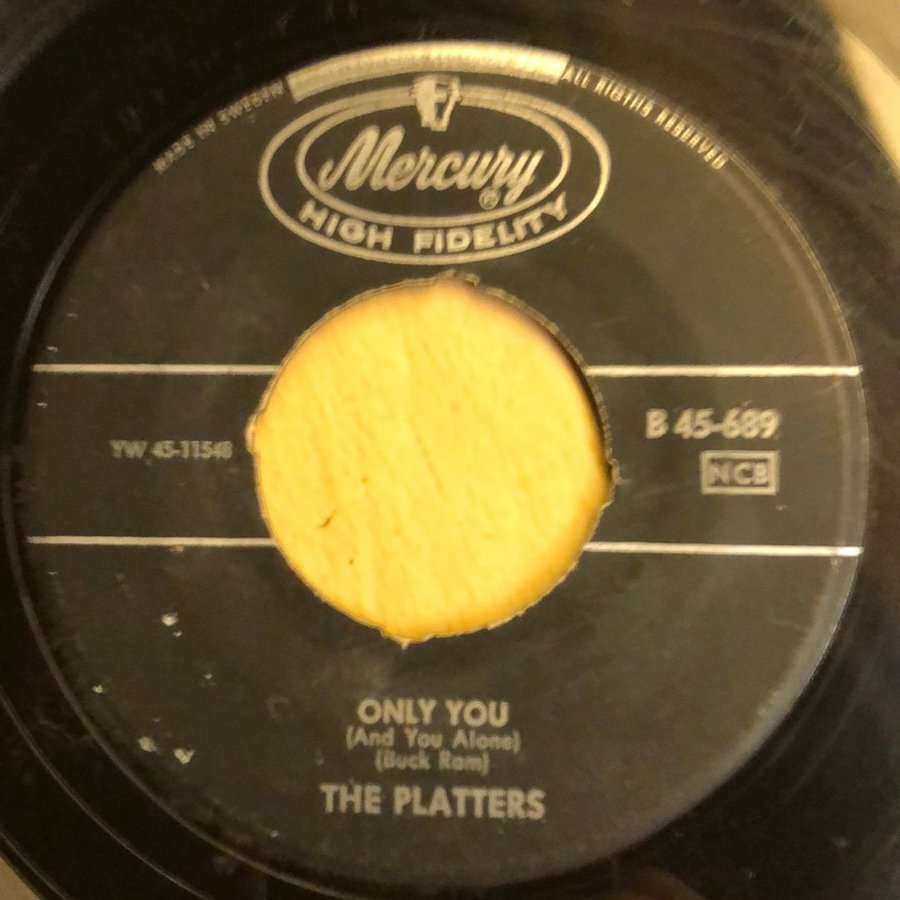 MADE IN SWEDEN
ALL RIGTHS RESERVED
Mercury ®
HIGH FIDELITY
YW 45-11548
B 45-689
NCB
ONLY YOU
(And You Alone)
(Buck Ram)
THE PLATTERS